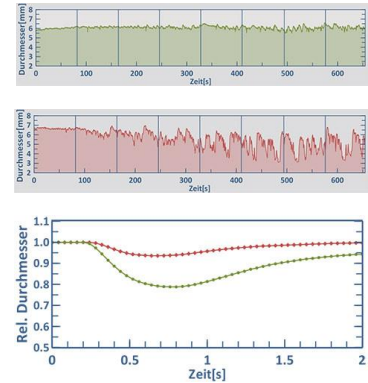 Durchmesser[mm]
8
7
6
5
4
3
2
0 100 200 300 400 500 600
Zeit[s]
Durchmesser[mm]
8
7
6
5
4
3
2
0 100 200 300 400 500 600
Zeit[s]
Rel. Durchmesser
1.1
1.0
0.9
0.8
0.7
0.6
0.5
0 0.5 1 1.5 2
Zeit[s]